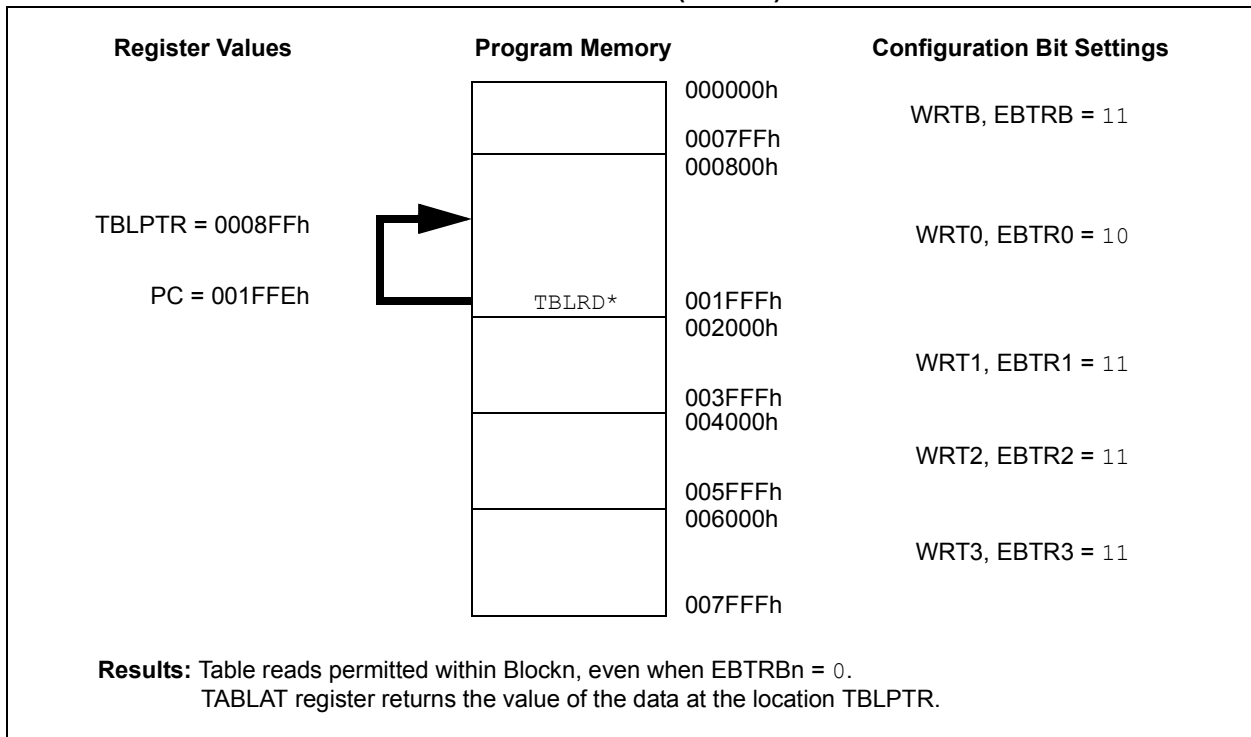 Register Values
Program Memory
Configuration Bit Settings
000000h
WRTB, EBTRB = 11
0007FFh
000800h
TBLPTR = 0008FFh
WRT0, EBTR0 = 10
PC = 001FFEh
TBLRD*
001FFFh
002000h
WRT1, EBTR1 = 11
003FFFh
004000h
WRT2, EBTR2 = 11
005FFFh
006000h
WRT3, EBTR3 = 11
007FFFh
Results: Table reads permitted within Blockn, even when EBTRBn = 0.
TABLAT register returns the value of the data at the location TBLPTR.